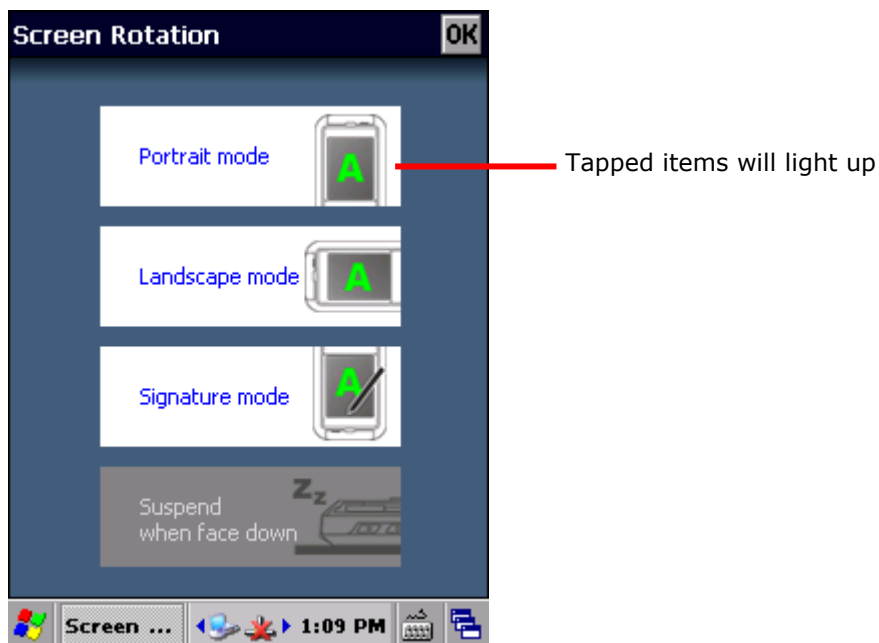 Screen Rotation OK
Portrait mode
A
Tapped items will light up
Landscape mode
A
Signature mode
A
Suspend
when face down
Zz
Screen ... 1:09 PM